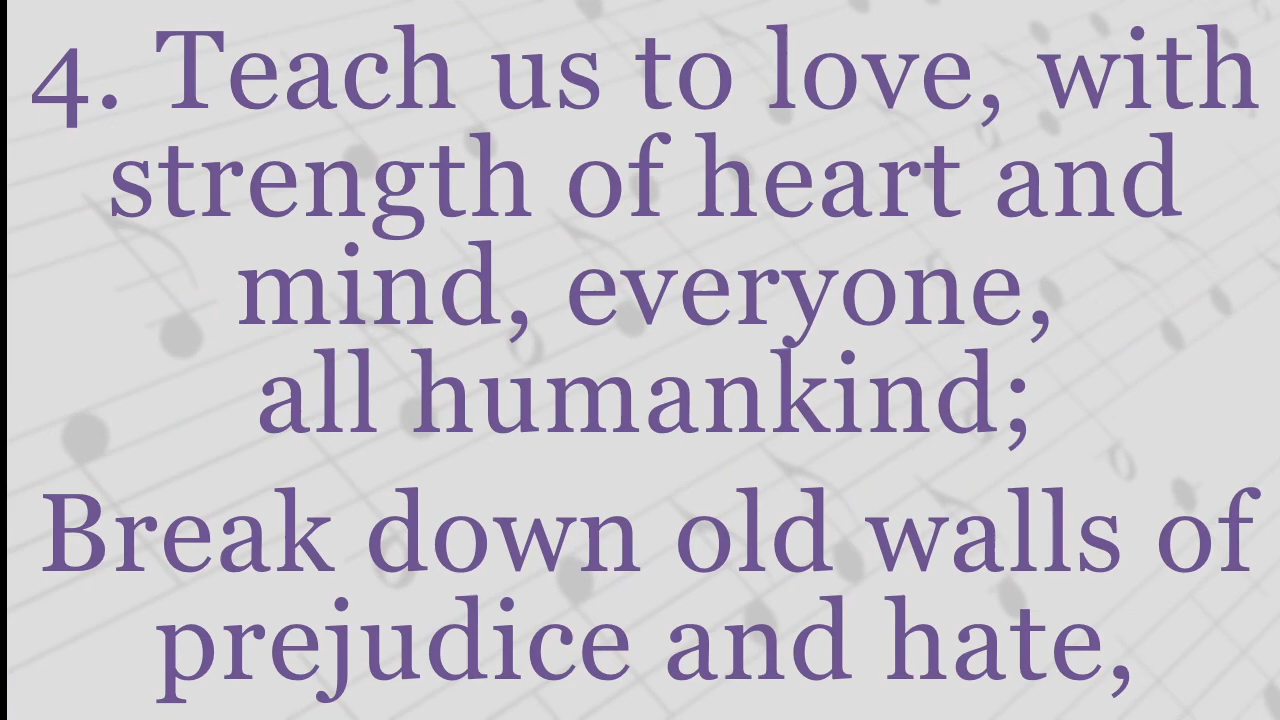 4. Teach us to love, with
strength of heart and
mind, everyone,
all humankind;
Break down old walls of
prejudice and hate,